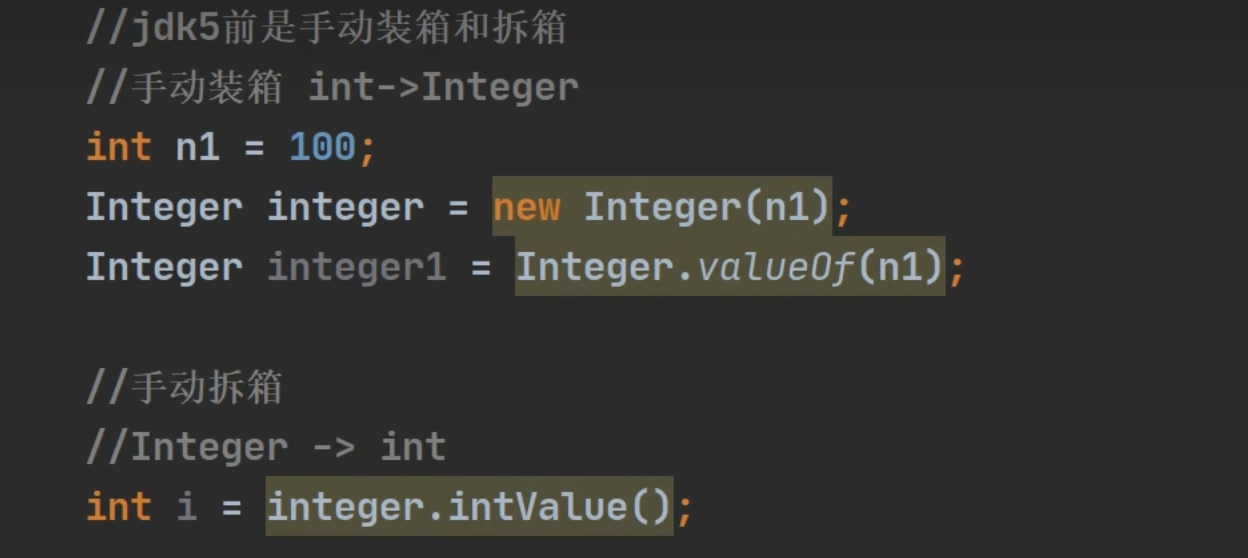 //jdk5前是手动装箱和拆箱
//手动装箱 int->Integer
int n1 = 100;
Integer integer = new Integer(n1);
Integer integer1 = Integer.valueOf(n1);
//手动拆箱
//Integer -> int
int i = integer.intValue();